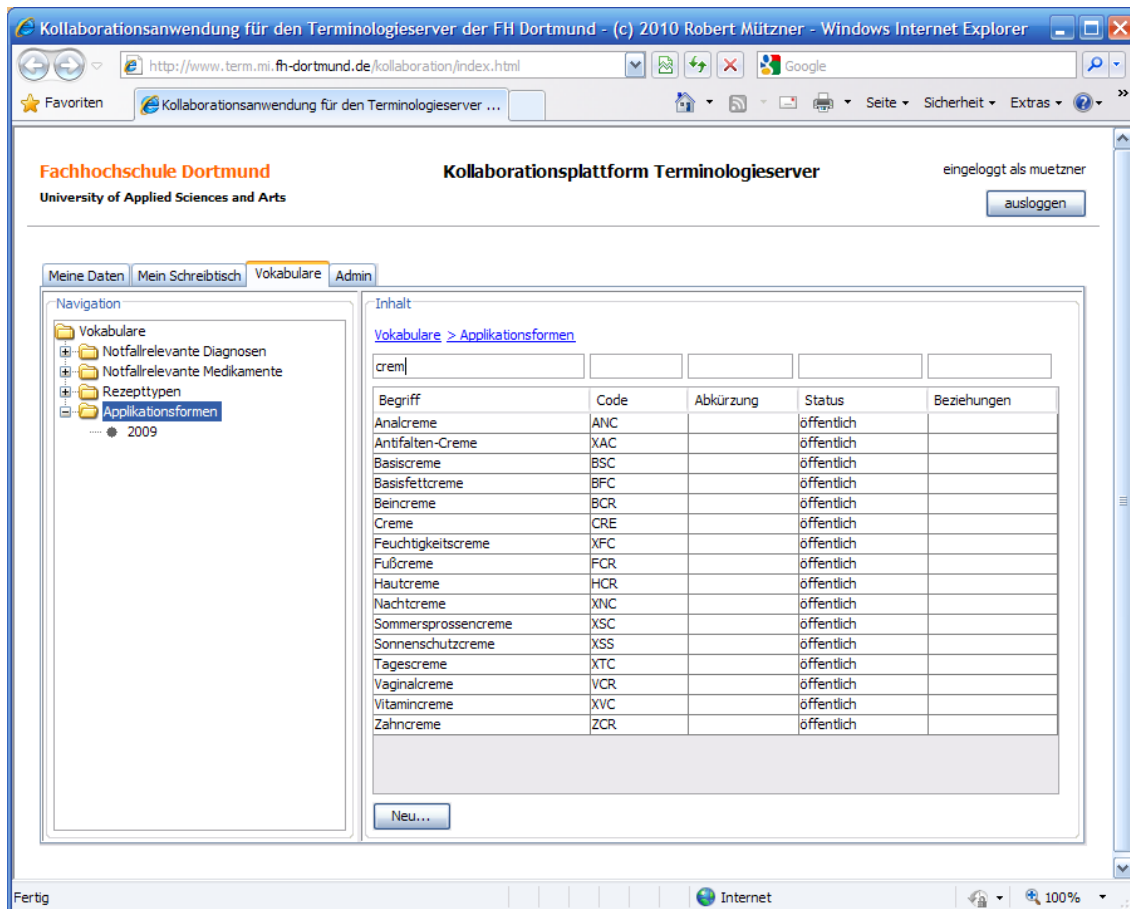 Kollaborationsanwendung für den Terminologieserver der FH Dortmund - (c) 2010 Robert Mützner - Windows Internet Explorer
http://www.term.mi.fh-dortmund.de/kollaboration/index.html
Google
Favoriten
Kollaborationsanwendung für den Terminologieserver ...
Seite
Sicherheit
Extras
»
Fachhochschule Dortmund
Kollaborationsplattform Terminologieserver
eingeloggt als muetzner
University of Applied Sciences and Arts
ausloggen
Meine Daten Mein Schreibtisch Vokabulare Admin
Navigation
Vokabulare
Notfallrelevante Diagnosen
Notfallrelevante Medikamente
Rezepttypen
Applikationsformen
2009
Inhalt
Vokabulare > Applikationsformen
crem
Begriff Code Abkürzung Status Beziehungen
Analcreme ANC öffentlich
Antifalten-Creme XAC öffentlich
Basiscreme BSC öffentlich
Basisfettcreme BFC öffentlich
Beincreme BCR öffentlich
Creme CRE öffentlich
Feuchtigkeitscreme XFC öffentlich
Fußcreme FCR öffentlich
Hautcreme HCR öffentlich
Nachtcreme XNC öffentlich
Sommersprossencreme XSC öffentlich
Sonnenschutzcreme XSS öffentlich
Tagescreme XTC öffentlich
Vaginalcreme VCR öffentlich
Vitamincreme XVC öffentlich
Zahncreme ZCR öffentlich
Neu...
Fertig
Internet
100%